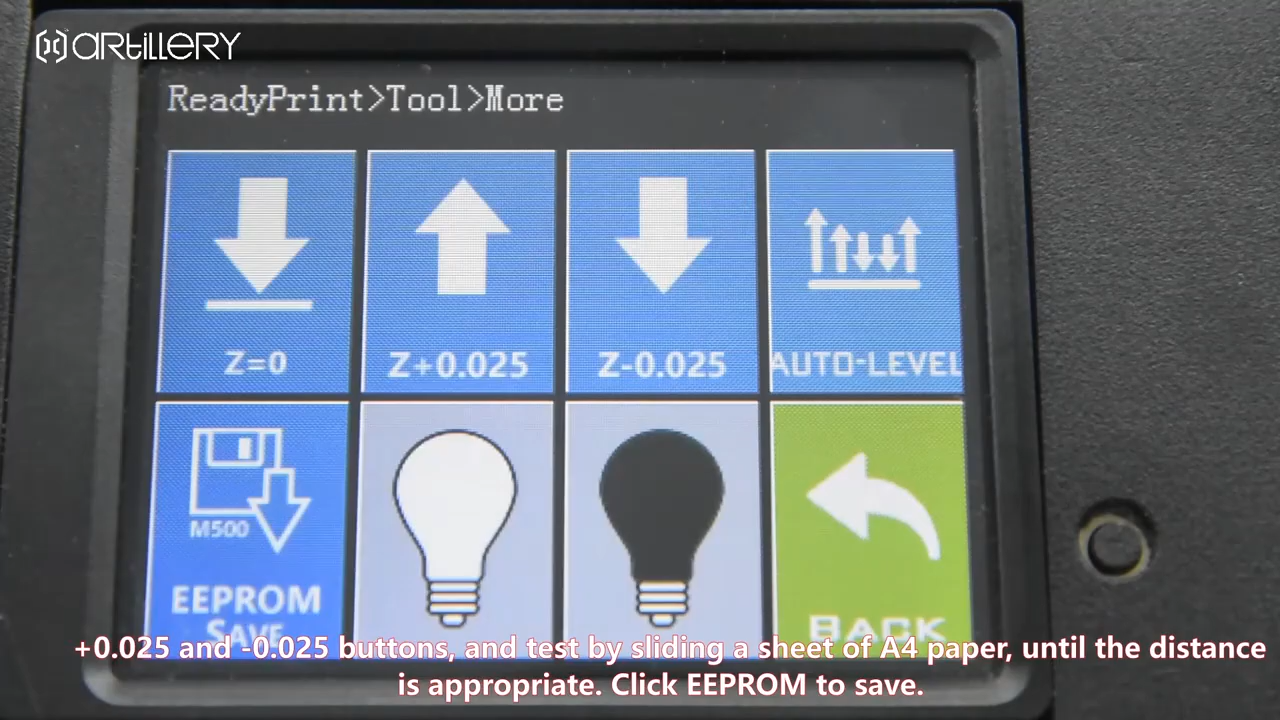 aRtiLLERY
ReadyPrint>Tool>More
Z=0
Z+0.025
Z-0.025
AUTO-LEVEL
M500
EEPROM
SAVE
BACK
+0.025 and -0.025 buttons, and test by sliding a sheet of A4 paper, until the distance
is appropriate. Click EEPROM to save.